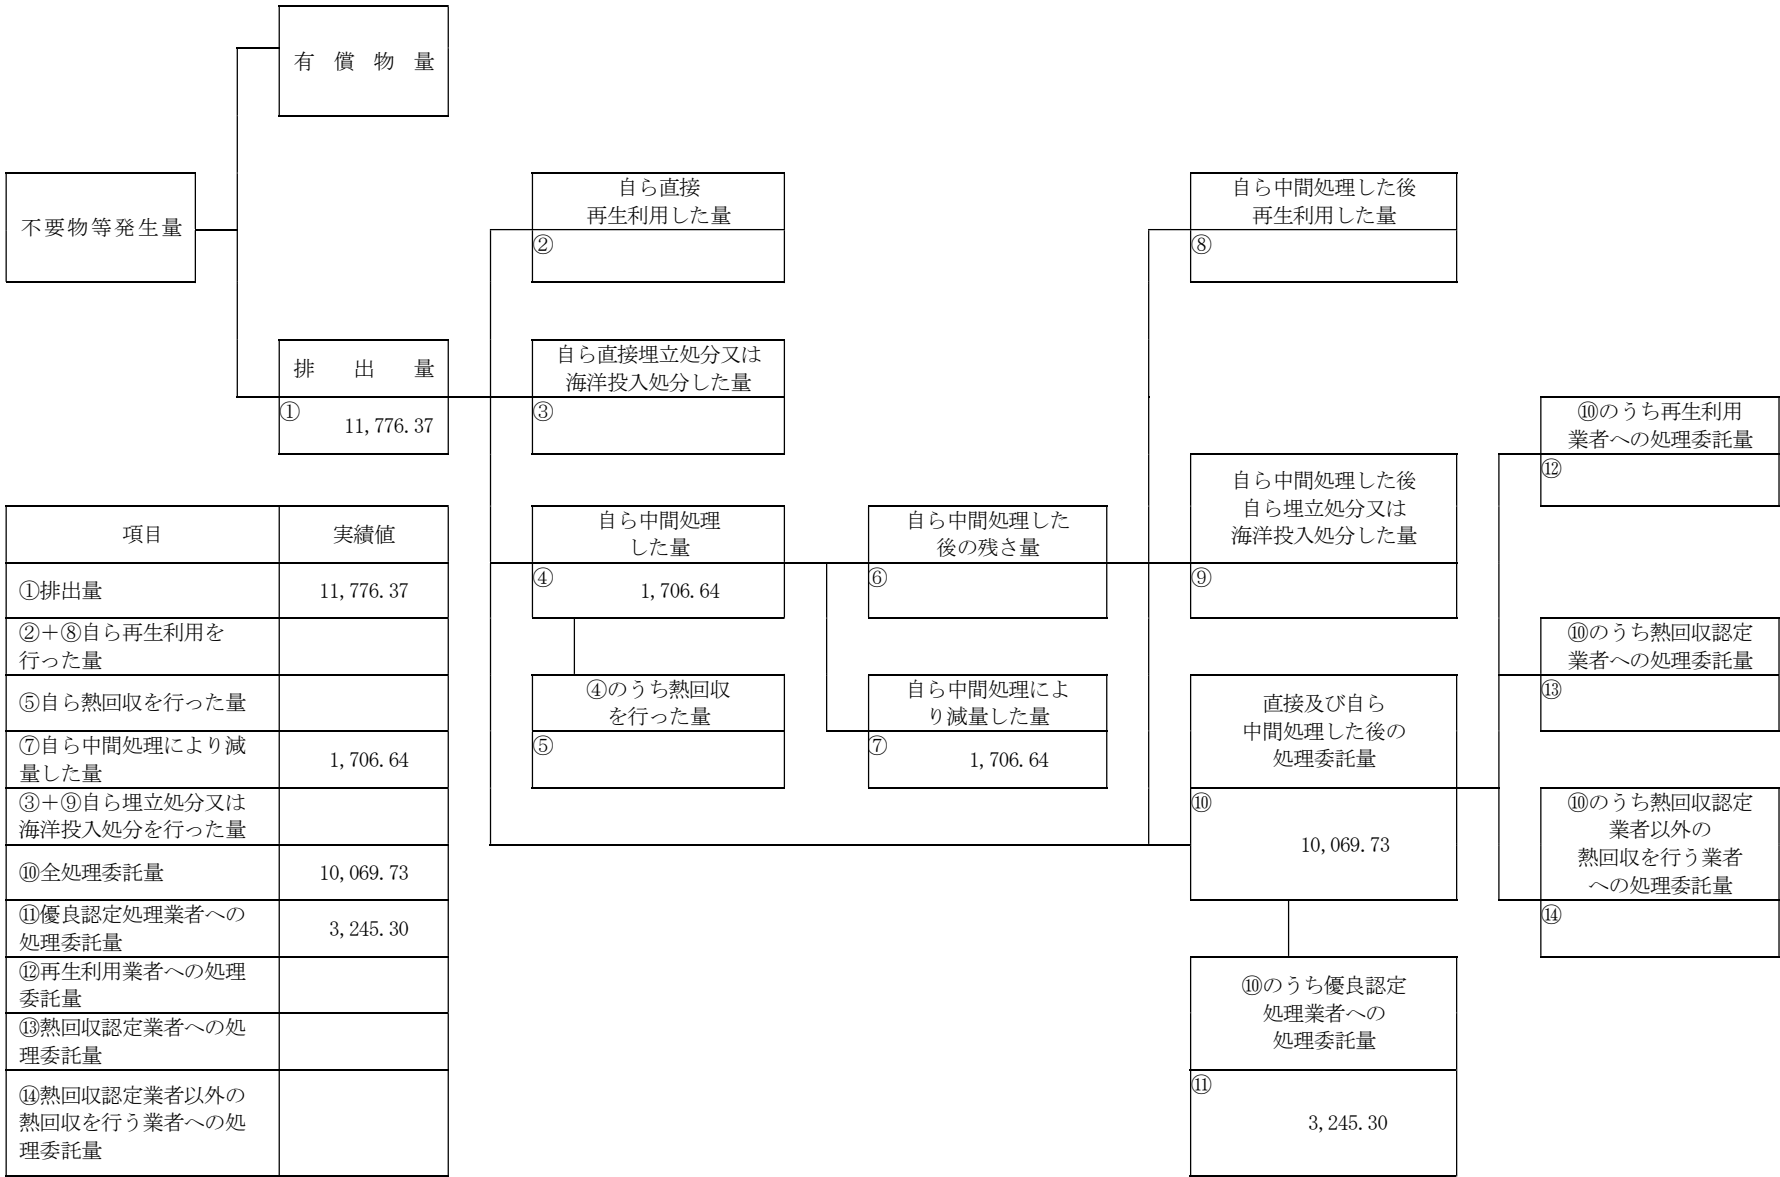 有償物量
不要物等発生量
自ら直接
再生利用した量
②
自ら中間処理した後
再生利用した量
⑧
排出量
① 11,776.37
自ら直接埋立処分又は
海洋投入処分した量
③
⑩のうち再生利用
業者への処理委託量
⑫
自ら中間処理した後
自ら埋立処分又は
海洋投入処分した量
⑨
自ら中間処理
した量
④ 1,706.64
自ら中間処理した
後の残さ量
⑥
⑩のうち熱回収認定
業者への処理委託量
⑬
④のうち熱回収
を行った量
⑤
自ら中間処理によ
り減量した量
⑦ 1,706.64
直接及び自ら
中間処理した後の
処理委託量
⑩
10,069.73
⑩のうち熱回収認定
業者以外の
熱回収を行う業者
への処理委託量
⑭
⑩のうち優良認定
処理業者への
処理委託量
⑪
3,245.30
項目 実績値
①排出量 11,776.37
②＋⑧自ら再生利用を
行った量
⑤自ら熱回収を行った量
⑦自ら中間処理により減
量した量 1,706.64
③＋⑨自ら埋立処分又は
海洋投入処分を行った量
⑩全処理委託量 10,069.73
⑪優良認定処理業者への
処理委託量 3,245.30
⑫再生利用業者への処理
委託量
⑬熱回収認定業者への処
理委託量
⑭熱回収認定業者以外の
熱回収を行う業者への処
理委託量